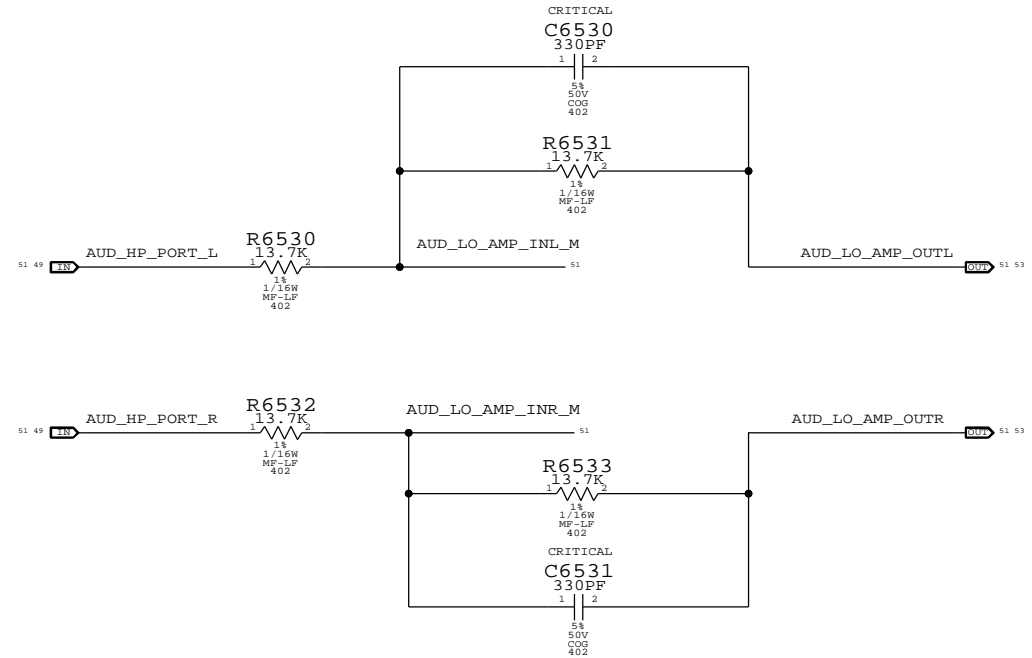 CRITICAL
C6530
330PF
1 2
5%
50V
COG
402
R6531
13.7K
1 2
1%
1/16W
MF-LF
402
AUD_LO_AMP_INL_M
51
R6530
13.7K
1 2
1%
1/16W
MF-LF
402
AUD_HP_PORT_L
51 49 IN
AUD_LO_AMP_OUTL
OUT 51 53
AUD_HP_PORT_R
51 49 IN
R6532
13.7K
1 2
1%
1/16W
MF-LF
402
AUD_LO_AMP_INR_M
51
AUD_LO_AMP_OUTR
OUT 51 53
R6533
13.7K
1 2
1%
1/16W
MF-LF
402
CRITICAL
C6531
330PF
1 2
5%
50V
COG
402